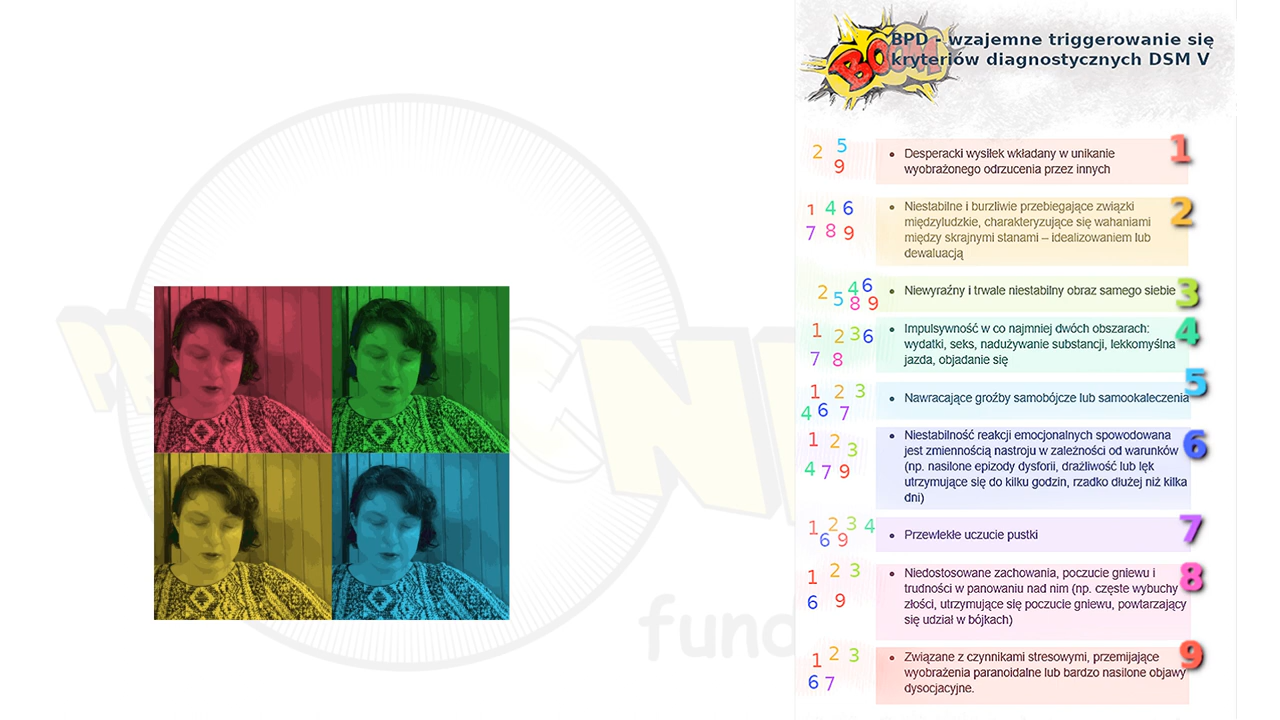 BOOM
BPD - wzajemne triggerowanie się
kryteriów diagnostycznych DSM V
2 5
9
• Desperacki wysiłek wkładany w unikanie
wyobrażonego odrzucenia przez innych
1
1 4 6
7 8 9
• Niestabilne i burzliwie przebiegające związki
międzyludzkie, charakteryzujące się wahaniami
między skrajnymi stanami – idealizowaniem lub
dewaluacją
2
2 5 4 6
8 9
• Niewyraźny i trwale niestabilny obraz samego siebie
3
1 2 3 6
7 8
• Impulsywność w co najmniej dwóch obszarach:
wydatki, seks, nadużywanie substancji, lekkomyślna
jazda, objadanie się
4
1 2 3
4 6 7
• Nawracające groźby samobójcze lub samookaleczenia
5
1 2 3
4 7 9
• Niestabilność reakcji emocjonalnych spowodowana
jest zmiennością nastroju w zależności od warunków
(np. nasilone epizody dysforii, drażliwość lub lęk
utrzymujące się do kilku godzin, rzadko dłużej niż kilka
dni)
6
1 2 3 4
6 9
• Przewlekłe uczucie pustki
7
1 2 3
6 9
• Niedostosowane zachowania, poczucie gniewu i
trudności w panowaniu nad nim (np. częste wybuchy
złości, utrzymujące się poczucie gniewu, powtarzający
się udział w bójkach)
8
1 2 3
6 7
• Związane z czynnikami stresowymi, przemijające
wyobrażenia paranoidalne lub bardzo nasilone objawy
dysocjacyjne.
9